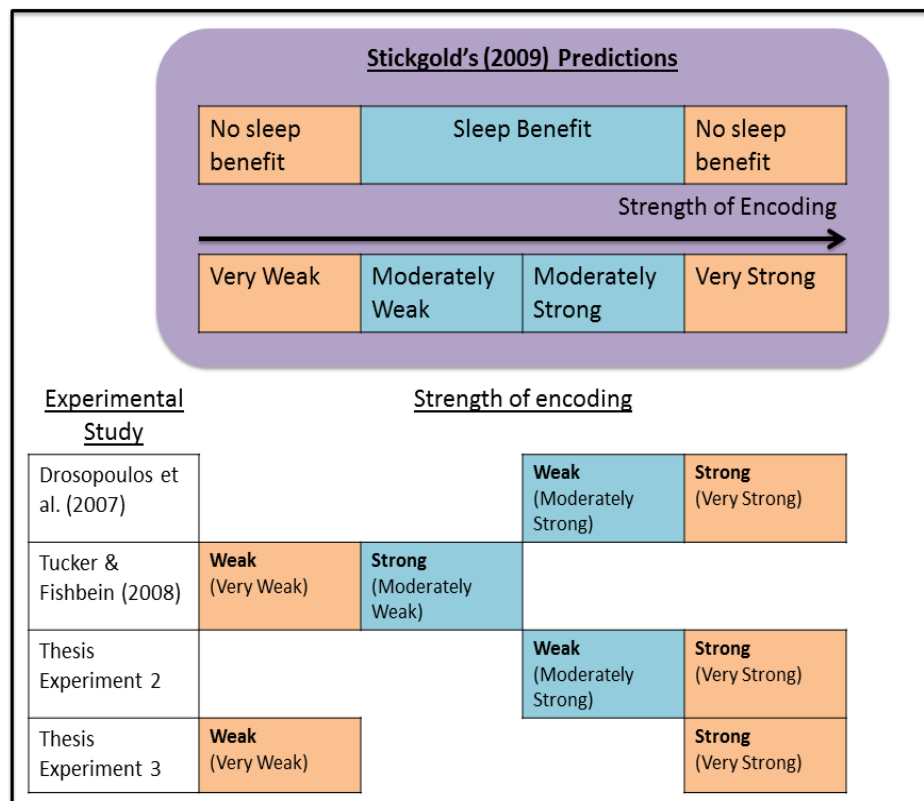 Stickgold's (2009) Predictions
No sleep
benefit
Sleep Benefit
No sleep
benefit
Strength of Encoding
Very Weak
Moderately
Weak
Moderately
Strong
Very Strong
Experimental
Study
Strength of encoding
Drosopoulos et
al. (2007)
Weak
(Moderately
Strong)
Strong
(Very Strong)
Tucker &
Fishbein (2008)
Weak
(Very Weak)
Strong
(Moderately
Weak)
Thesis
Experiment 2
Weak
(Moderately
Strong)
Strong
(Very Strong)
Thesis
Experiment 3
Weak
(Very Weak)
Strong
(Very Strong)